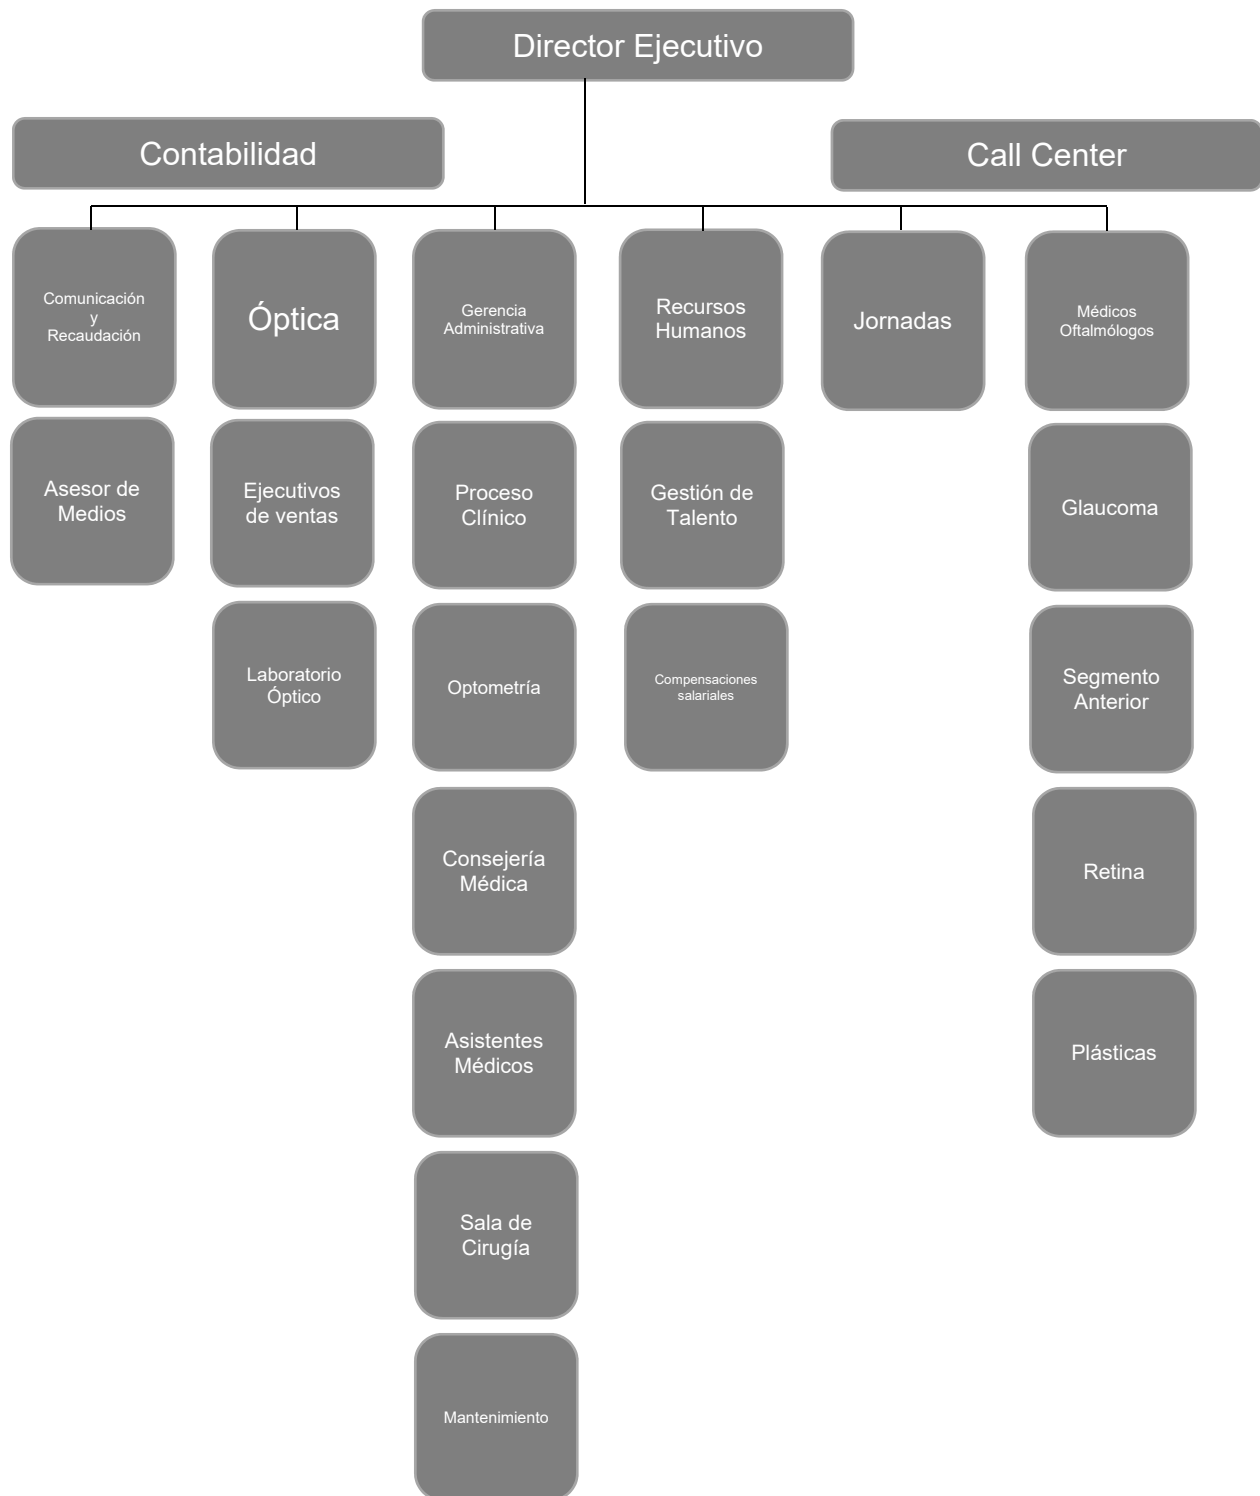 Director Ejecutivo
Contabilidad
Call Center
Comunicación
y
Recaudación
Óptica
Gerencia
Administrativa
Recursos
Humanos
Jornadas
Médicos
Oftalmólogos
Asesor de
Medios
Ejecutivos
de ventas
Proceso
Clínico
Gestión de
Talento
Glaucoma
Laboratorio
Óptico
Optometría
Compensaciones
salariales
Segmento
Anterior
Consejería
Médica
Retina
Asistentes
Médicos
Plásticas
Sala de
Cirugía
Mantenimiento